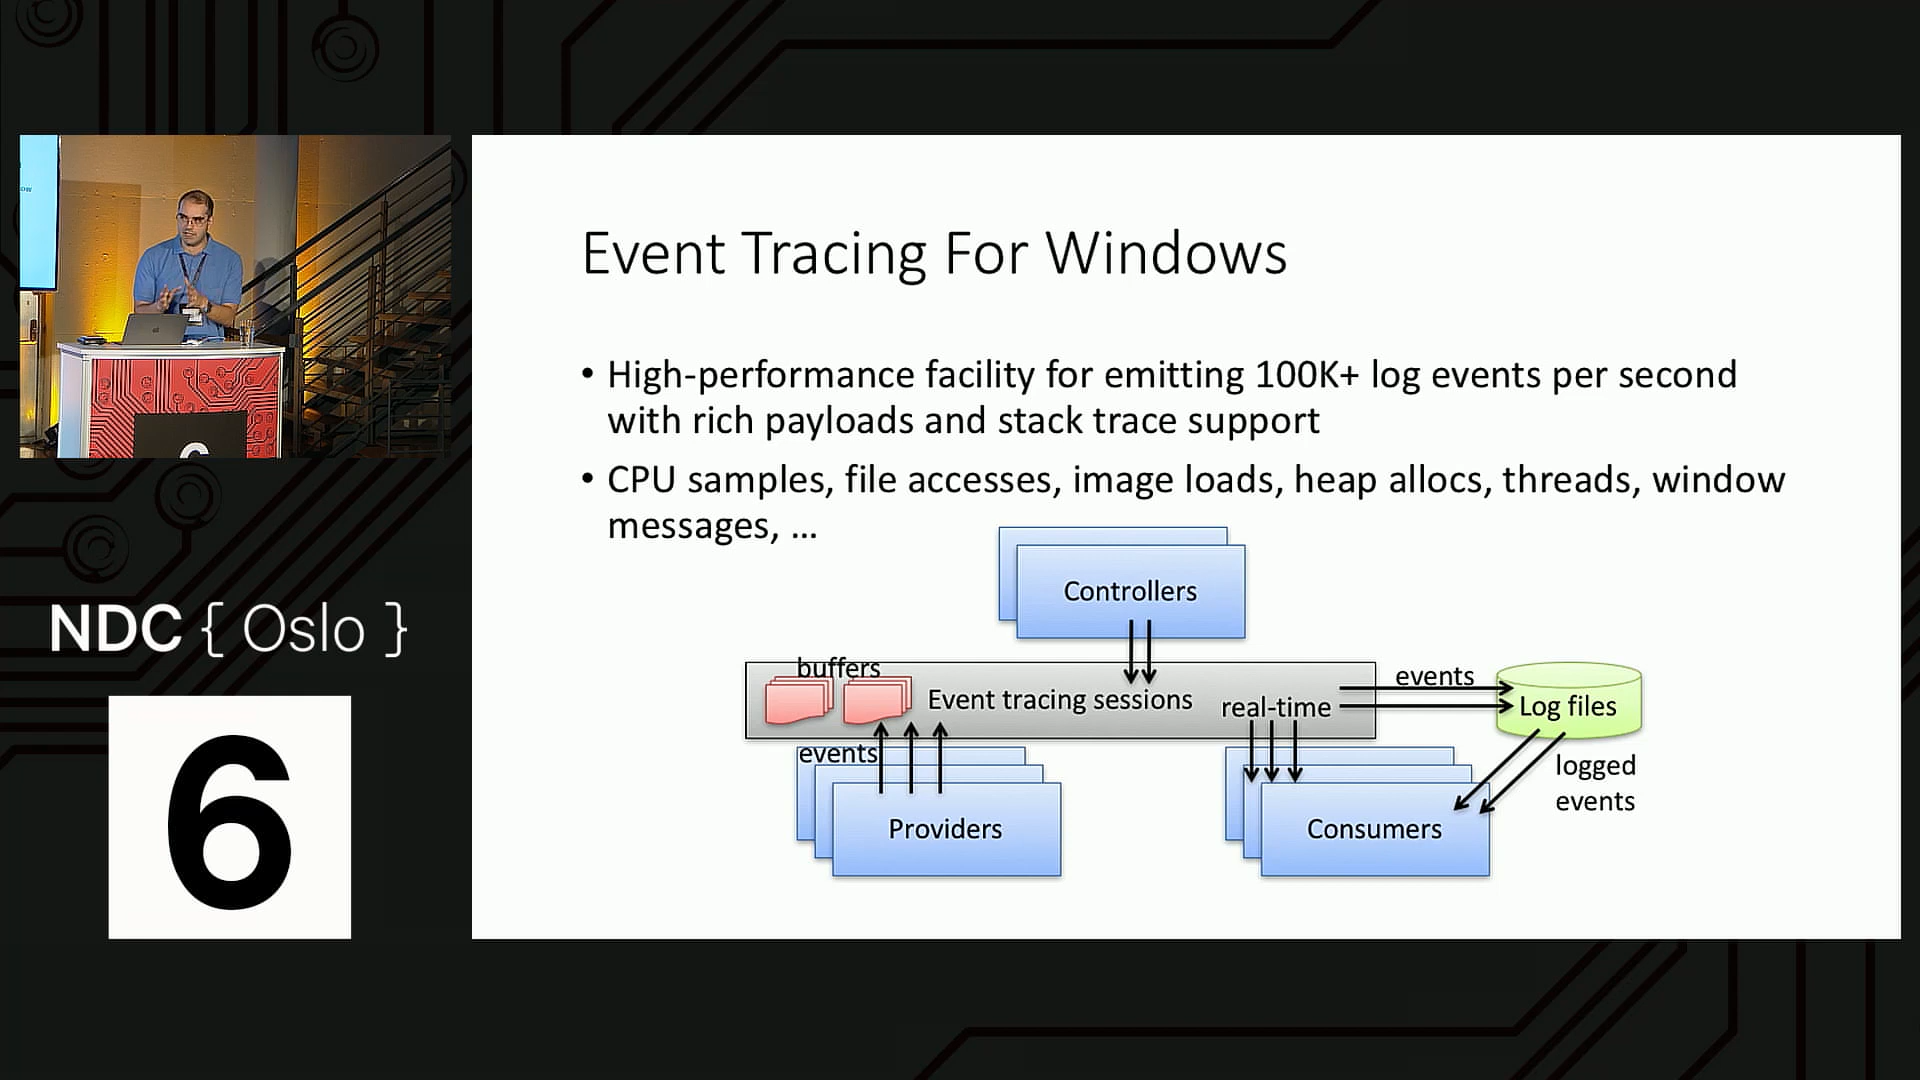 Event Tracing For Windows
• High-performance facility for emitting 100K+ log events per second
with rich payloads and stack trace support
• CPU samples, file accesses, image loads, heap allocs, threads, window
messages, ...
Controllers
buffers
Event tracing sessions
real-time
events
Log files
events
logged
events
Providers
Consumers
NDC { Oslo }
6